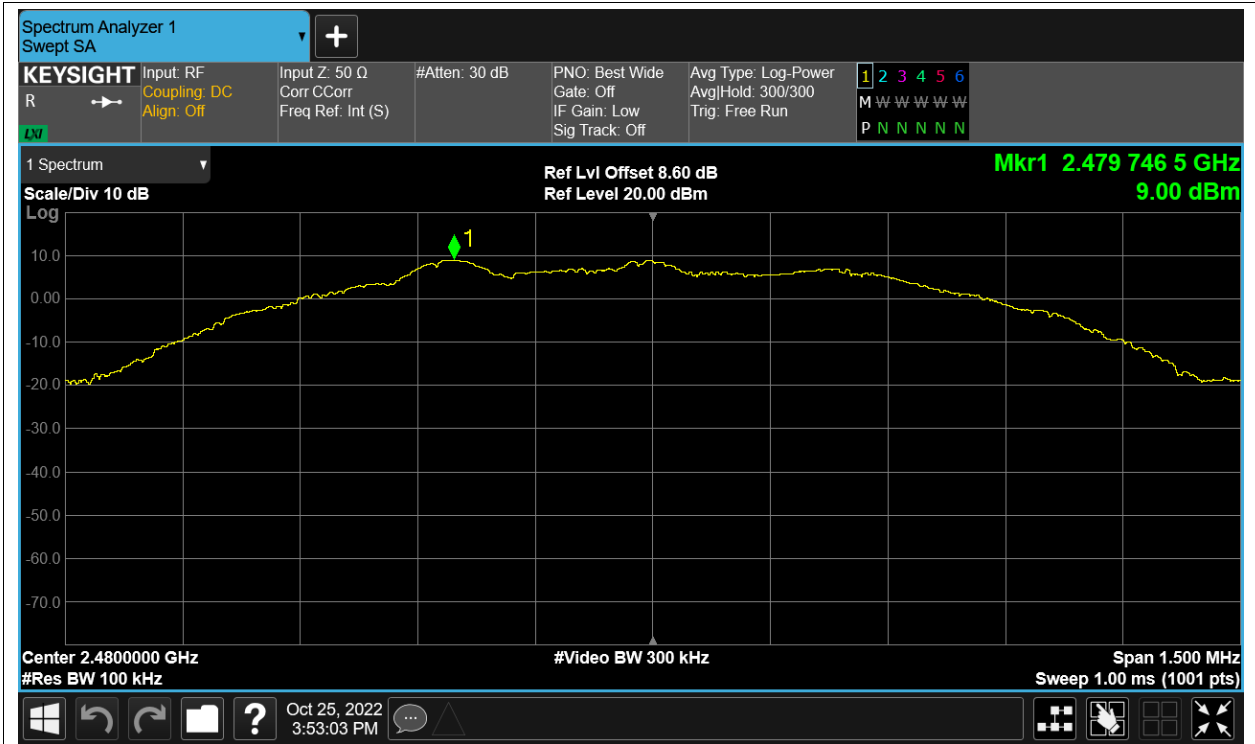 Spectrum Analyzer 1
Swept SA
+
KEYSIGHT
R
LXI
Input: RF
Coupling: DC
Align: Off
Input Z: 50 Ω
Corr CCorr
Freq Ref: Int (S)
#Atten: 30 dB
PNO: Best Wide
Gate: Off
IF Gain: Low
Sig Track: Off
Avg Type: Log-Power
Avg|Hold: 300/300
Trig: Free Run
1 2 3 4 5 6
M W W W W W W
P N N N N N N
1 Spectrum
Scale/Div 10 dB
Log
Ref Lvl Offset 8.60 dB
Ref Level 20.00 dBm
Mkr1 2.479 746 5 GHz
9.00 dBm
1
10.0
0.00
-10.0
-20.0
-30.0
-40.0
-50.0
-60.0
-70.0
Center 2.4800000 GHz
#Res BW 100 kHz
#Video BW 300 kHz
Span 1.500 MHz
Sweep 1.00 ms (1001 pts)
?
Oct 25, 2022
3:53:03 PM